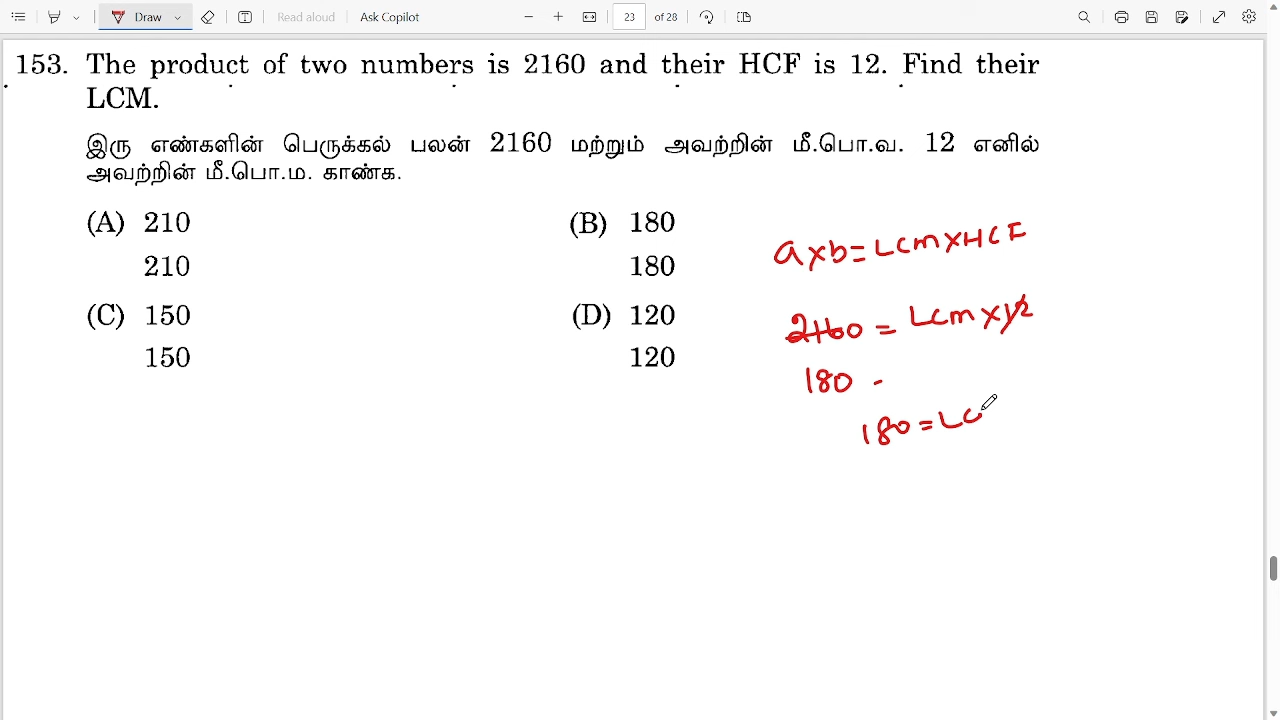 Draw
Read aloud
Ask Copilot
23
of 28
153. The product of two numbers is 2160 and their HCF is 12. Find their
LCM.
இரு எண்களின் பெருக்கல் பலன் 2160 மற்றும் அவற்றின் மீ.பொ.வ. 12 எனில்
அவற்றின் மீ.பொ.ம. காண்க.
(A) 210
210
(B) 180
180
(C) 150
150
(D) 120
120
a×b=LCM×HCF
2160 = LCM×12
180 -
180=LC